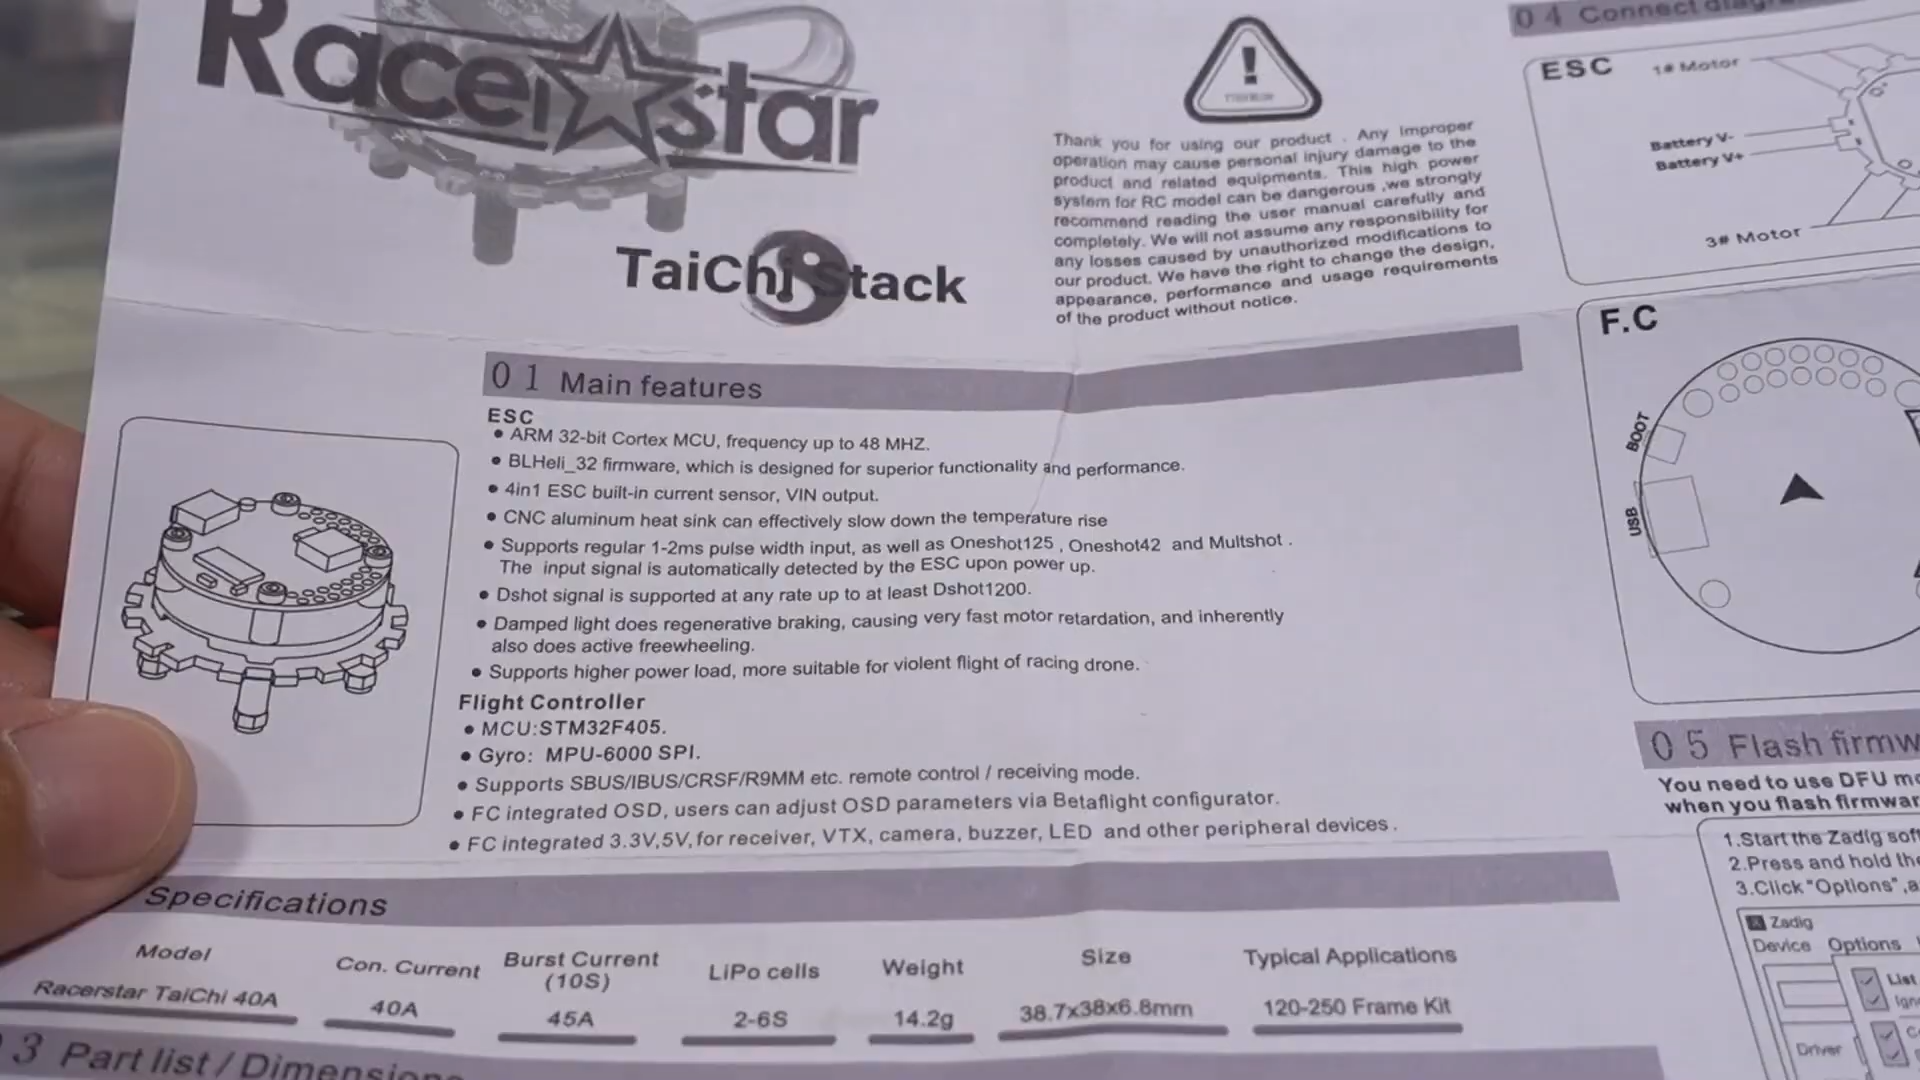 Racerstar
TaiChi Stack
Thank you for using our product . Any Improper
operation may cause personal injury damage to the
product and related equipments. This high power
system for RC model can be dangerous ,we strongly
recommend reading the user manual carefully and
completely. We will not assume any responsibility for
any losses caused by unauthorized modifications to
our product. We have the right to change the design,
appearance, performance and usage requirements
of the product without notice.
01 Main features
ESC
• ARM 32-bit Cortex MCU, frequency up to 48 MHZ.
• BLHeli_32 firmware, which is designed for superior functionality and performance.
• 4in1 ESC built-in current sensor, VIN output.
• CNC aluminum heat sink can effectively slow down the temperature rise
• Supports regular 1-2ms pulse width input, as well as Oneshot125 , Oneshot42 and Multshot .
The input signal is automatically detected by the ESC upon power up.
• Dshot signal is supported at any rate up to at least Dshot1200.
• Damped light does regenerative braking, causing very fast motor retardation, and inherently
also does active freewheeling.
• Supports higher power load, more suitable for violent flight of racing drone.
Flight Controller
• MCU:STM32F405.
• Gyro: MPU-6000 SPI.
• Supports SBUS/IBUS/CRSF/R9MM etc. remote control / receiving mode.
• FC integrated OSD, users can adjust OSD parameters via Betaflight configurator.
• FC integrated 3.3V,5V,for receiver, VTX, camera, buzzer, LED and other peripheral devices.
Specifications
Model Con. Current Burst Current (10S) LiPo cells Weight Size Typical Applications
Racerstar TaiChi 40A 40A 45A 2-6S 14.2g 38.7x38x6.8mm 120-250 Frame Kit
3 Part list / Dimensions
04 Connect
ESC
1# Motor
Battery V-
Battery V+
3# Motor
F.C
BOOT
USB
05 Flash firmw
You need to use DFU mo
when you flash firmwar
1.Start the Zadig soft
2.Press and hold the
3.Click "Options" ,a
Zadig
Device Options
List
Driver